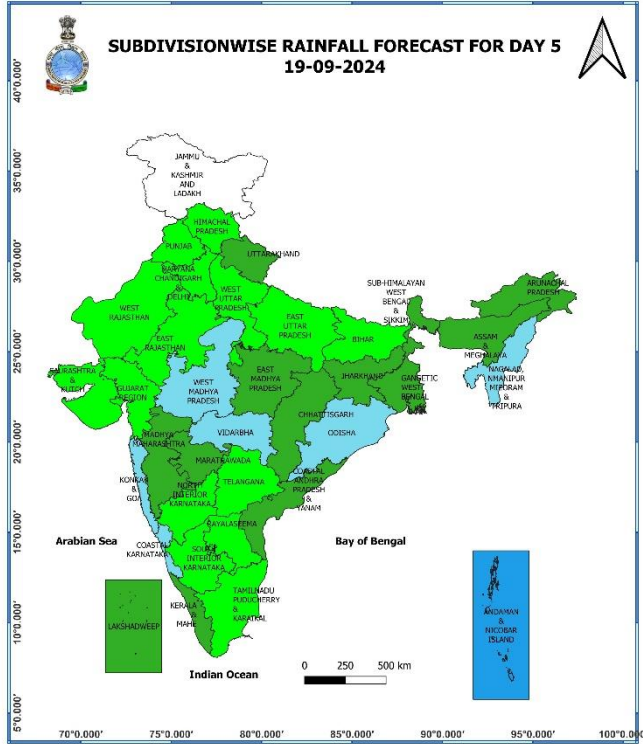 SUBDIVISIONWISE RAINFALL FORECAST FOR DAY 5
19-09-2024
40°0.000'
35°0.000'
30°0.000'
25°0.000'
20°0.000'
15°0.000'
10°0.000'
5°0.000'
JAMMU
&
KASHMIR
AND
LADAKH
HIMACHAL
PRADESH
PUNJAB
UTTARAKHAND
HARYANA
CHANDIGARH
&
DELHI
WEST
UTTAR
PRADESH
SUB-HIMALAYAN
WEST
BENGAL
&
SIKKIM
ARUNACHAL
PRADESH
WEST
RAJASTHAN
EAST
UTTAR
PRADESH
BIHAR
ASSAM
&
MEGHALAYA
EAST
RAJASTHAN
NAGALAD,
NMANIPUR
MIZORAM
&
TRIPURA
SAURASHTRA
&
KUTCH
GUJARAT
REGION
WEST
MADHYA
PRADESH
EAST
MADHYA
PRADESH
JHARKHAND
GANGETIC
WEST
BENGAL
CHHATISGARH
MADHYA
MAHARASHTRA
VIDARBHA
ODISHA
MARATHWADA
KONKAN
&
GOA
NORTH
INTERIOR
KARNATAKA
TELANGANA
COASTAL
ANDHRA
PRADESH
&
YANAM
RAYALASEEMA
Arabian Sea
COASTAL
KARNATAKA
SOUTH
INTERIOR
KARNATAKA
Bay of Bengal
LAKSHADWEEP
KERALA
MAHE
TAMILNADU
PUDUCHERRY
&
KARAIKAL
ANDAMAN
&
NICOBAR
ISLAND
Indian Ocean
0 250 500 km
70°0.000' 75°0.000' 80°0.000' 85°0.000' 90°0.000' 95°0.000' 100°0.000'